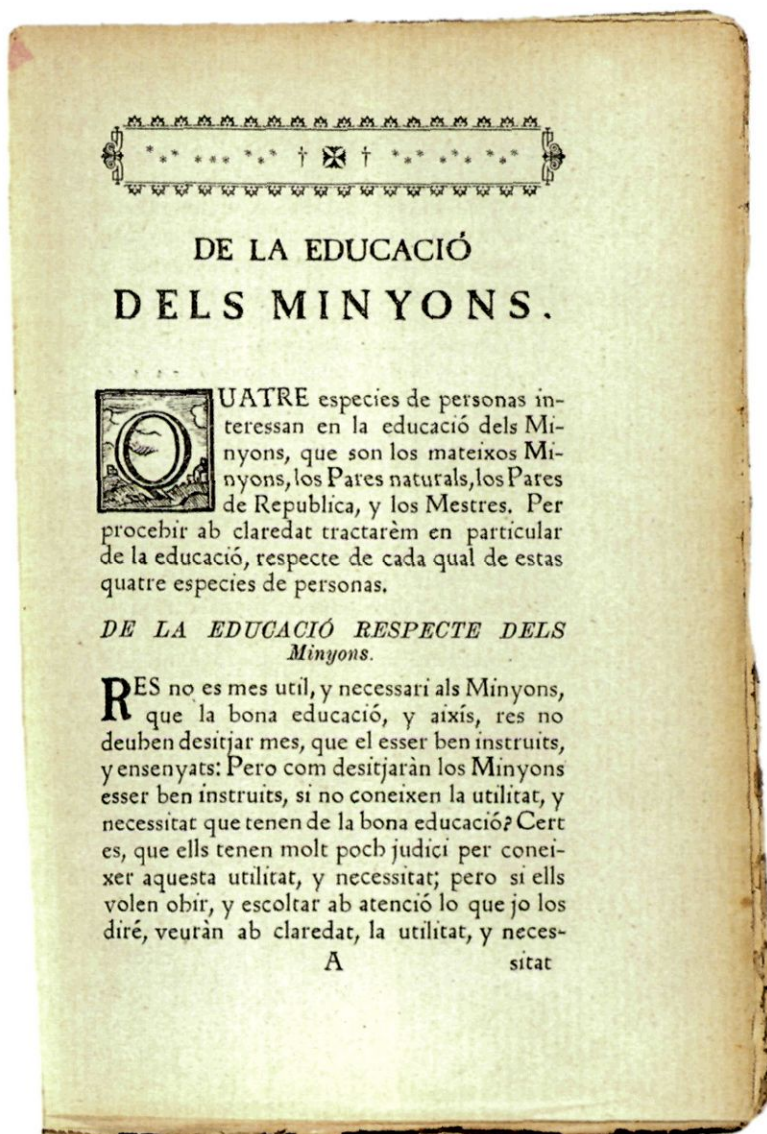 DE LA EDUCACIÓ
DELS MINYONS.
QUATRE especies de personas in-
teressan en la educació dels Mi-
nyons, que son los mateixos Mi-
nyons, los Pares naturals, los Pares
de Republica, y los Mestres. Per
procehir ab claredat tractarèm en particular
de la educació, respecte de cada qual de estas
quatre especies de personas.
DE LA EDUCACIÓ RESPECTE DELS
Minyons.
RES no es mes util, y necessari als Minyons,
que la bona educació, y aixís, res no
deuhen desitjar mes, que el esser ben instruits,
y ensenyats: Pero com desitjaràn los Minyons
esser ben instruits, si no coneixen la utilitat, y
necessitat que tenen de la bona educació? Cert
es, que ells tenen molt poch judici per conei-
xer aquesta utilitat, y necessitat; pero si ells
volen ohir, y escoltar ab atenció lo que jo los
diré, veuràn ab claredat, la utilitat, y neces-
A sitat